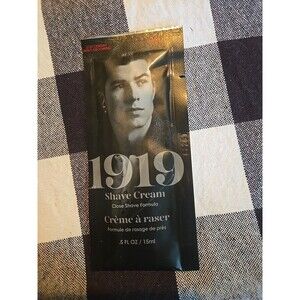 1919
Shave Cream
Close Shave Formula
Crème à raser
formule de rasage de près
.5 FL OZ / 15ml